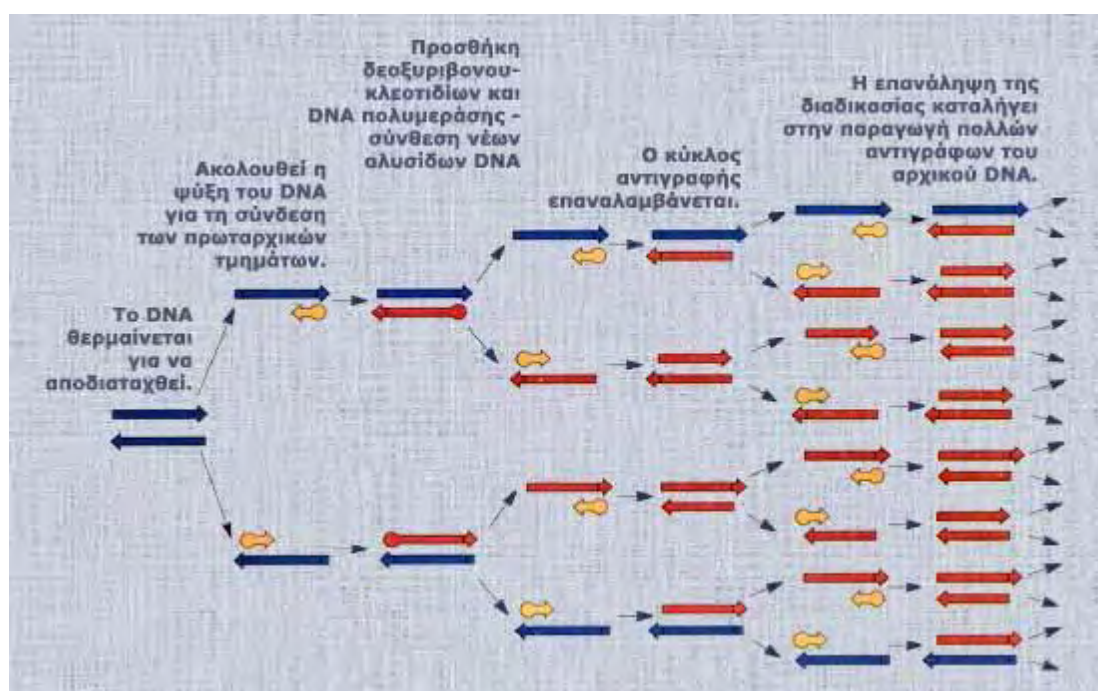 Το DNA
θερμαίνεται
για να
αποδιαταχθεί.
Ακολουθεί η
ψύξη του DNA
για τη σύνδεση
των πρωταρχικών
τμημάτων.
Προσθήκη
δεοξυριβονου-
κλεοτιδίων και
DNA πολυμεράσης -
σύνθεση νέων
αλυσίδων DNA
Ο κύκλος
αντιγραφής
επαναλαμβάνεται.
Η επανάληψη της
διαδικασίας καταλήγει
στην παραγωγή πολλών
αντιγράφων του
αρχικού DNA.